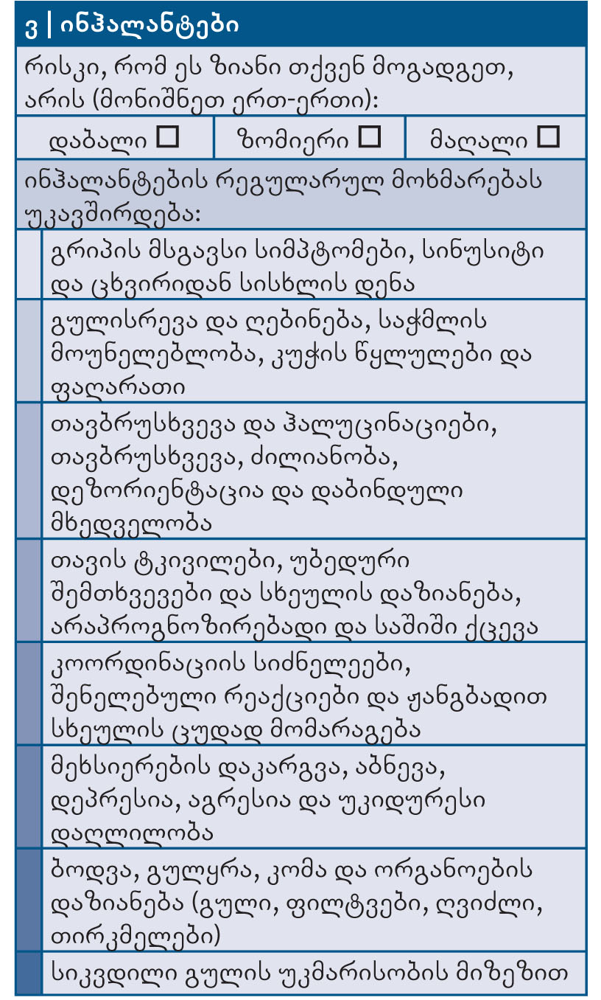 ვ | ინჰალანტები
რისკი, რომ ეს ზიანი თქვენ მოგადგეთ,
არის (მონიშნეთ ერთ-ერთი):
დაბალი □ ზომიერი □ მაღალი □
ინჰალანტების რეგულარულ მოხმარებას
უკავშირდება:
გრიპის მსგავსი სიმპტომები, სინუსიტი
და ცხვირიდან სისხლის დენა
გულისრევა და ღებინება, საჭმლის
მოუნელებლობა, კუჭის წყლულები და
ფაღარათი
თავბრუსხვევა და ჰალუცინაციები,
თავბრუსხვევა, ძილიანობა,
დეზორიენტაცია და დაბინდული
მხედველობა
თავის ტკივილები, უბედური
შემთხვევები და სხეულის დაზიანება,
არაპროგნოზირებადი და საშიში ქცევა
კოორდინაციის სიძნელეები,
შენელებული რეაქციები და ჟანგბადით
სხეულის ცუდად მომარაგება
მეხსიერების დაკარგვა, აბნევა,
დეპრესია, აგრესია და უკიდურესი
დაღლილობა
ბოდვა, გულყრა, კომა და ორგანოების
დაზიანება (გული, ფილტვები, ღვიძლი,
თირკმელები)
სიკვდილი გულის უკმარისობის მიზეზით